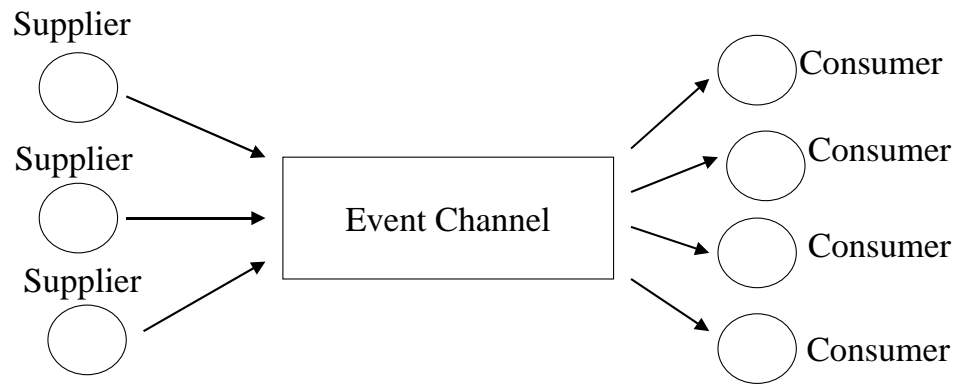 Supplier
Supplier
Supplier
Event Channel
Consumer
Consumer
Consumer
Consumer